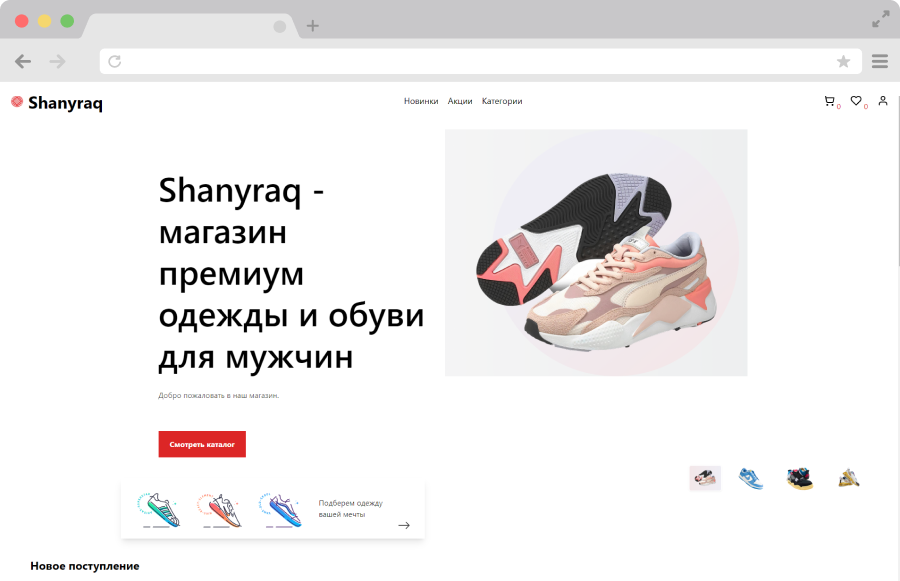 Shanyraq
Новинки Акции Категории
0 0
Shanyraq -
магазин
премиум
одежды и обуви
для мужчин
Добро пожаловать в наш магазин.
Смотреть каталог
Подберем одежду
вашей мечты
Новое поступление